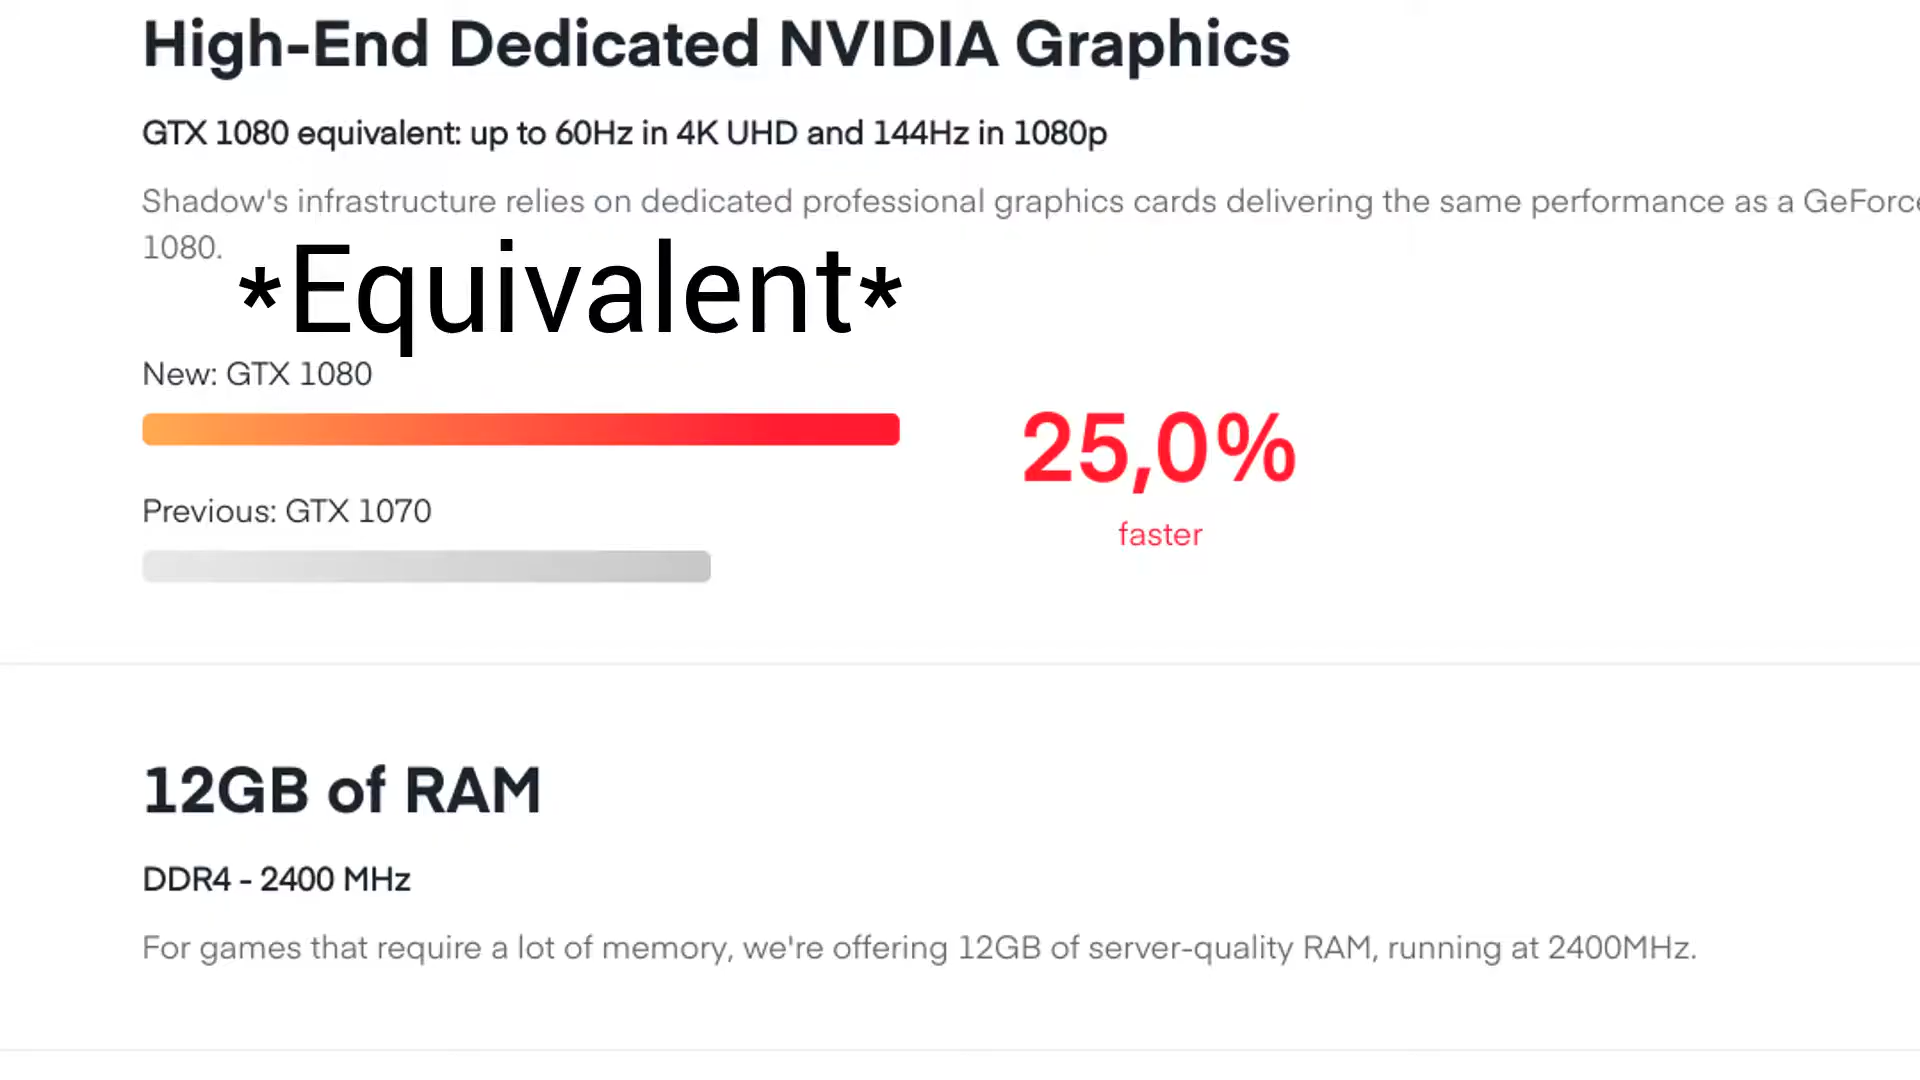 High-End Dedicated NVIDIA Graphics
GTX 1080 equivalent: up to 60Hz in 4K UHD and 144Hz in 1080p
Shadow's infrastructure relies on dedicated professional graphics cards delivering the same performance as a GeForce
1080.
*Equivalent*
New: GTX 1080
25,0%
faster
Previous: GTX 1070
12GB of RAM
DDR4 - 2400 MHz
For games that require a lot of memory, we're offering 12GB of server-quality RAM, running at 2400MHz.